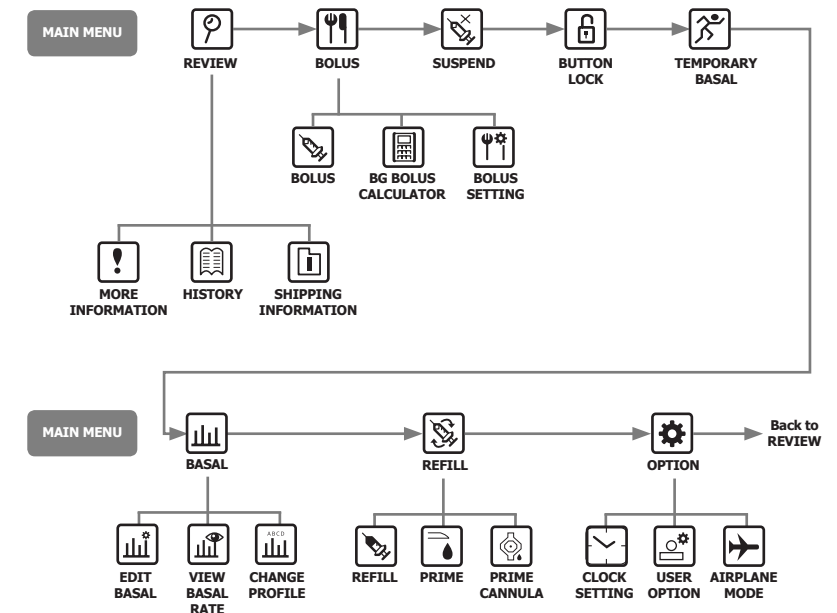 MAIN MENU
REVIEW
BOLUS
SUSPEND
BUTTON
LOCK
TEMPORARY
BASAL
BOLUS
BG BOLUS
CALCULATOR
BOLUS
SETTING
MORE
INFORMATION
HISTORY
SHIPPING
INFORMATION
MAIN MENU
BASAL
REFILL
OPTION
Back to
REVIEW
EDIT
BASAL
VIEW
BASAL
RATE
ABCD
CHANGE
PROFILE
REFILL
PRIME
PRIME
CANNULA
CLOCK
SETTING
USER
OPTION
AIRPLANE
MODE